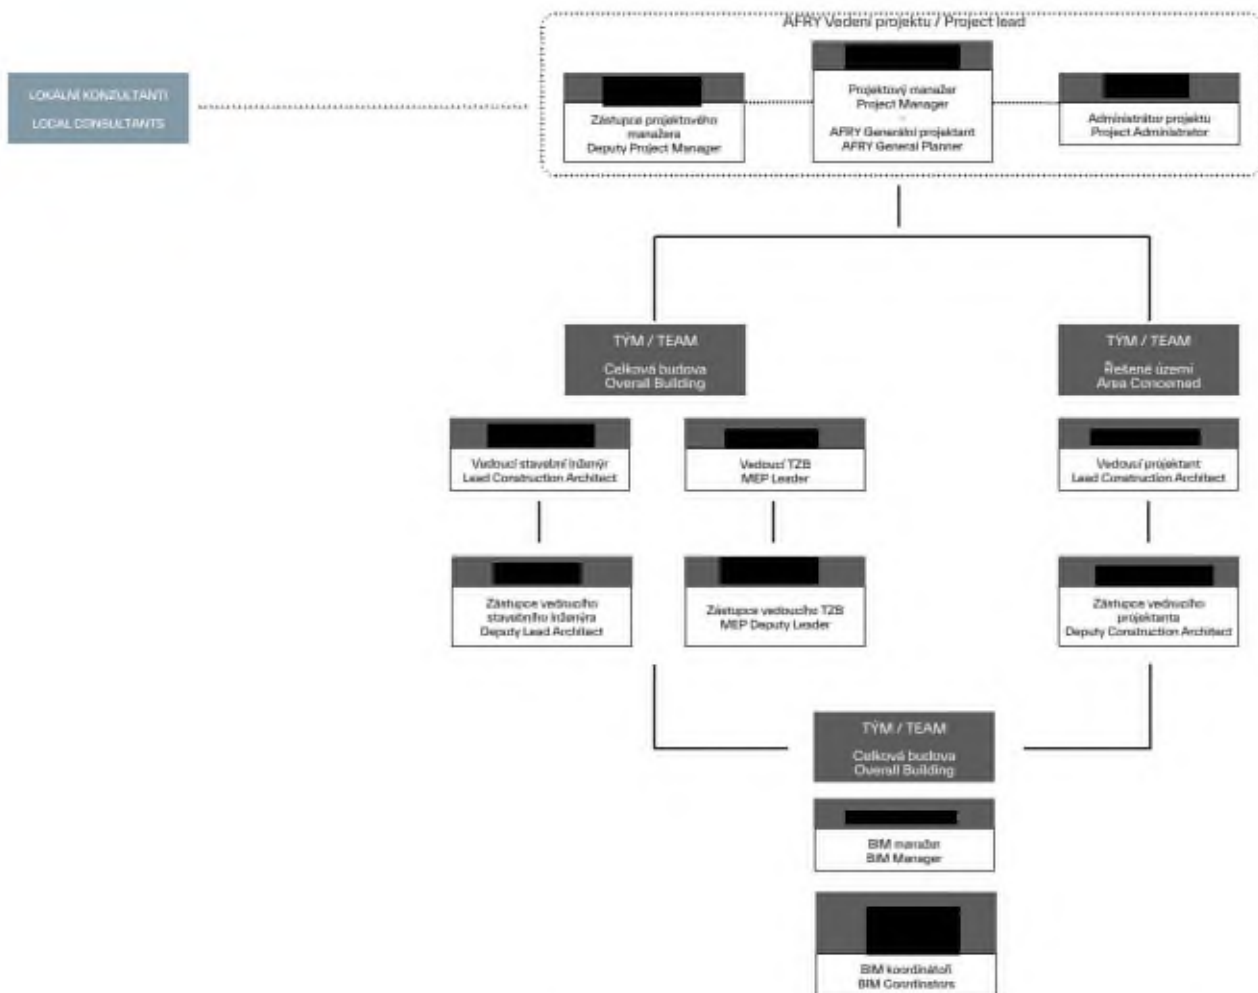 AFRY Vedení projektu / Project lead
LOKÁLNÍ KONZULTANTI
LOCAL CONSULTANTS
Zástupce projektového
manažera
Deputy Project Manager
Projektový manažer
Project Manager
-
AFRY Generální projektant
AFRY General Planner
Administrátor projektu
Project Administrator
TÝM / TEAM
Celková budova
Overall Building
TÝM / TEAM
Řešené území
Area Concerned
Vedoucí stavební inženýr
Lead Construction Architect
Vedoucí TZB
MEP Leader
Vedoucí projektant
Lead Construction Architect
Zástupce vedoucího
stavebního inženýra
Deputy Lead Architect
Zástupce vedoucího TZB
MEP Deputy Leader
Zástupce vedoucího
projektanta
Deputy Construction Architect
TÝM / TEAM
Celková budova
Overall Building
BIM manažer
BIM Manager
BIM koordinátoři
BIM Coordinators